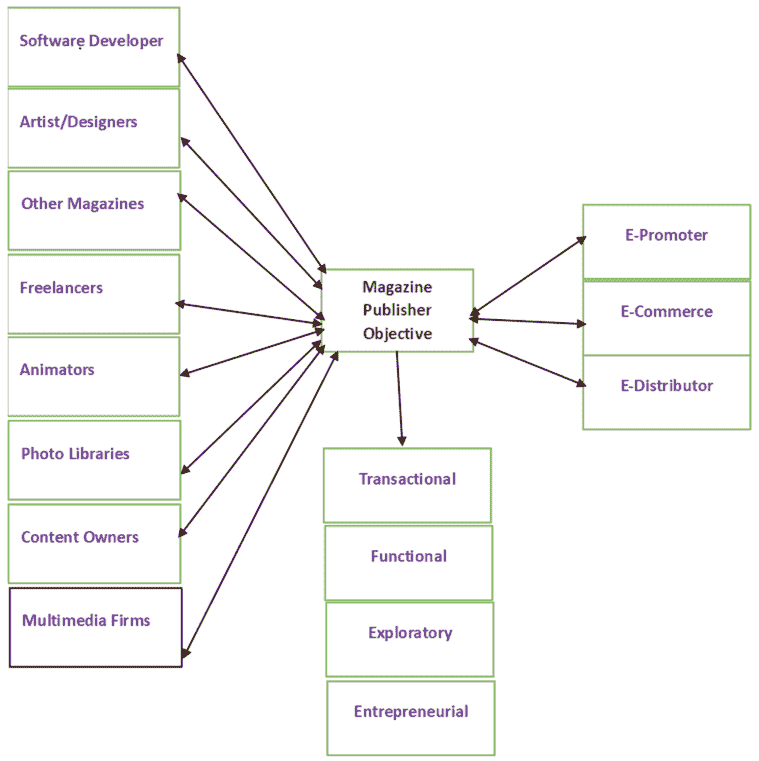 Software Developer
Artist/Designers
Other Magazines
Freelancers
Animators
Photo Libraries
Content Owners
Multimedia Firms
Magazine
Publisher
Objective
E-Promoter
E-Commerce
E-Distributor
Transactional
Functional
Exploratory
Entrepreneurial